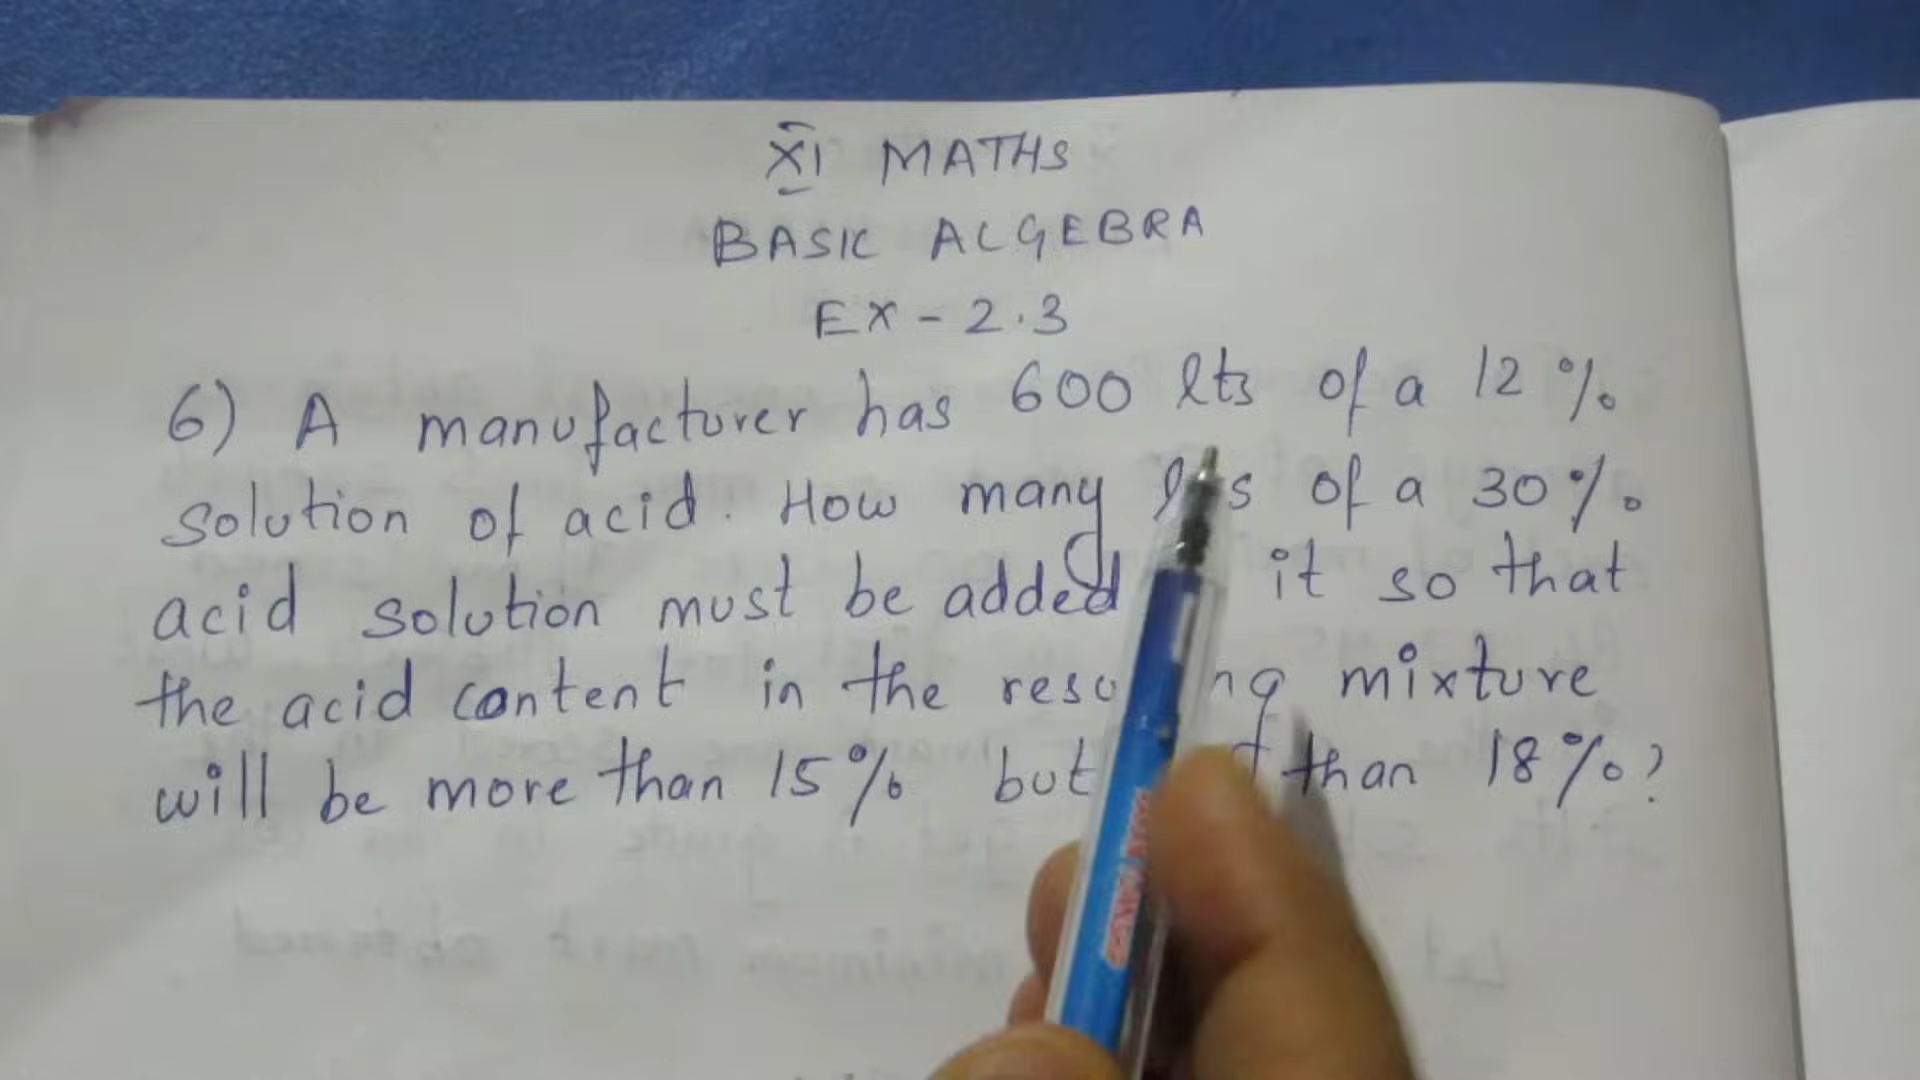 XI MATHS
BASIC ALGEBRA
EX - 2.3
6) A manufacturer has 600 lts of a 12 %
solution of acid. How many of a 30%
acid solution must be added it so that
the acid content in the mixture
will be more than 15% but than 18%?